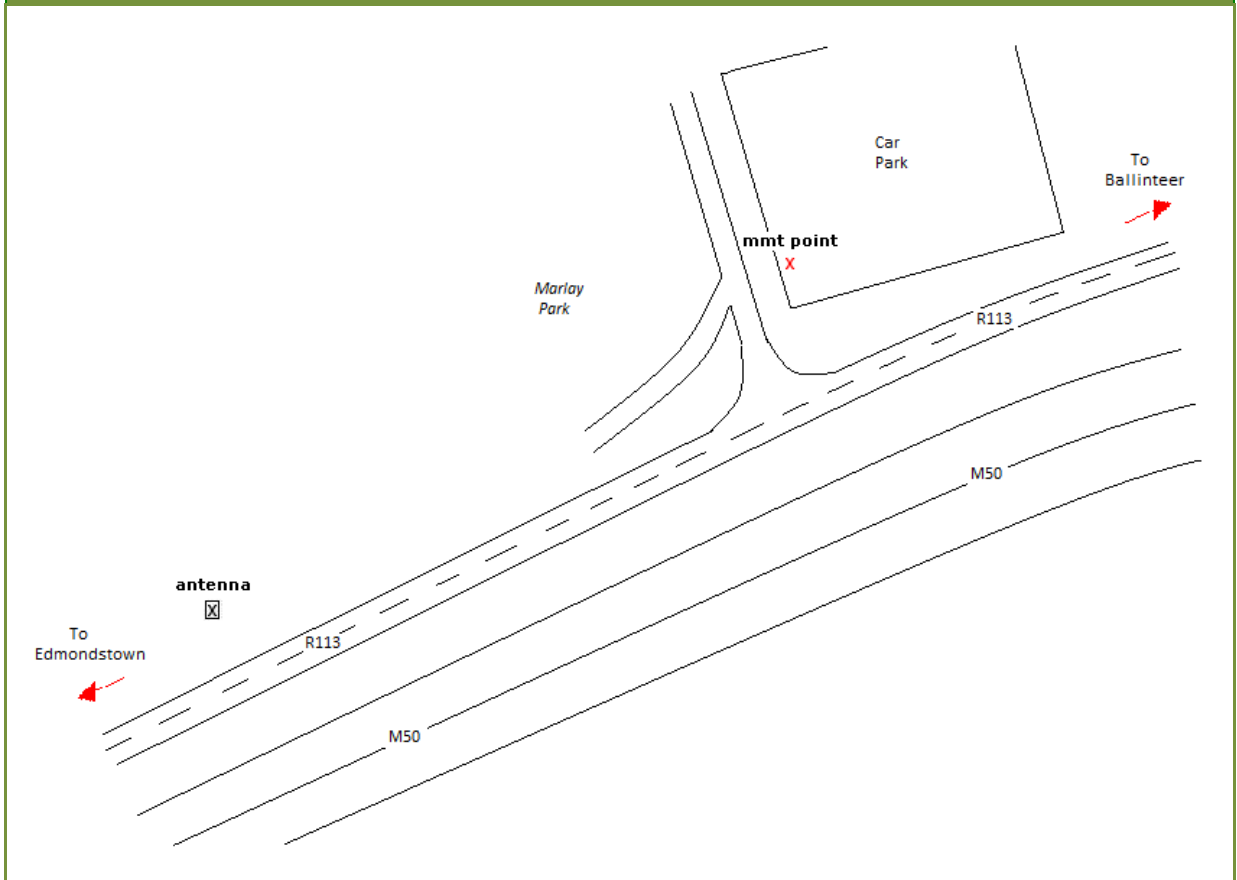 Car
Park
To
Ballinteer
mmt point
X
Marlay
Park
R113
M50
antenna
X
To
Edmondstown
R113
M50